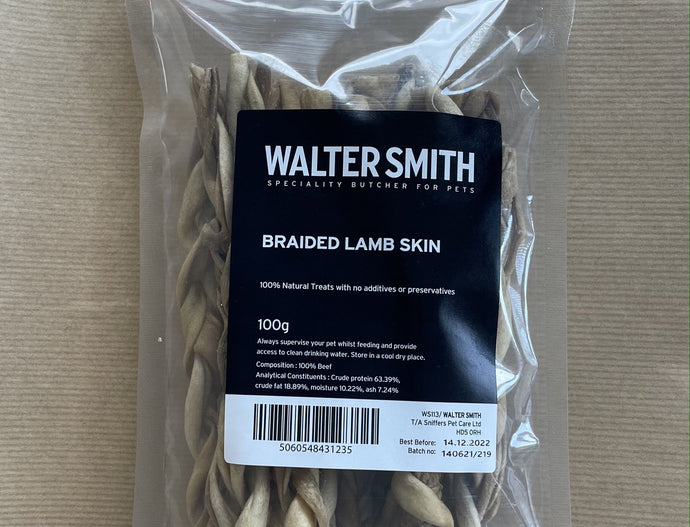 WALTER SMITH
SPECIALITY BUTCHER FOR PETS
BRAIDED LAMB SKIN
100% Natural Treats with no additives or preservatives
100g
Always supervise your pet whilst feeding and provide
access to clean drinking water. Store in a cool dry place.
Composition : 100% Beef
Analytical Constituents : Crude protein 63.39%,
crude fat 18.89%, moisture 10.22%, ash 7.24%
WS113/ WALTER SMITH
T/A Sniffers Pet Care Ltd
HD5 0RH
Best Before: 14.12.2022
Batch no: 140621/219
5060548431235